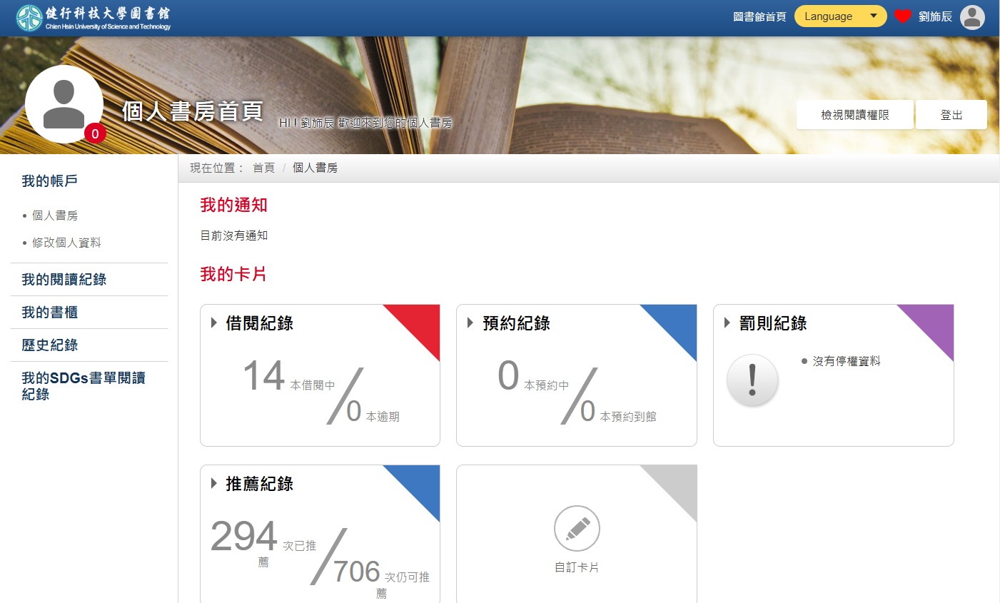 健行科技大學圖書館
Chien Hsin University of Science and Technology
圖書館首頁
Language
劉斾辰
個人書房首頁
HI ! 劉斾辰 歡迎來到您的個人書房
0
檢視閱讀權限
登出
我的帳戶
個人書房
修改個人資料
我的閱讀紀錄
我的書櫃
歷史紀錄
我的SDGs書單閱讀
紀錄
現在位置： 首頁 / 個人書房
我的通知
目前沒有通知
我的卡片
借閱紀錄
14 本借閱中
0 本逾期
預約紀錄
0 本預約中
0 本預約到館
罰則紀錄
沒有停權資料
推薦紀錄
294 次已推
薦
706 次仍可推
薦
自訂卡片